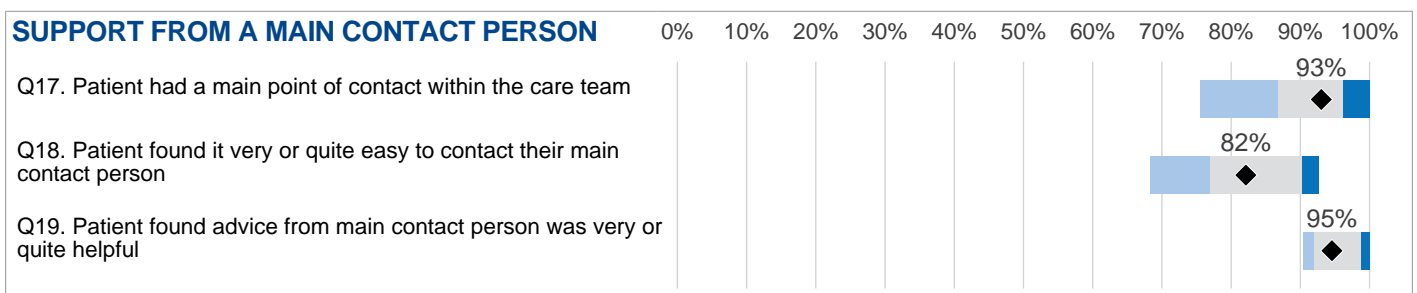 SUPPORT FROM A MAIN CONTACT PERSON 0% 10% 20% 30% 40% 50% 60% 70% 80% 90% 100%
Q17. Patient had a main point of contact within the care team 93%
Q18. Patient found it very or quite easy to contact their main
contact person
82%
Q19. Patient found advice from main contact person was very or
quite helpful
95%